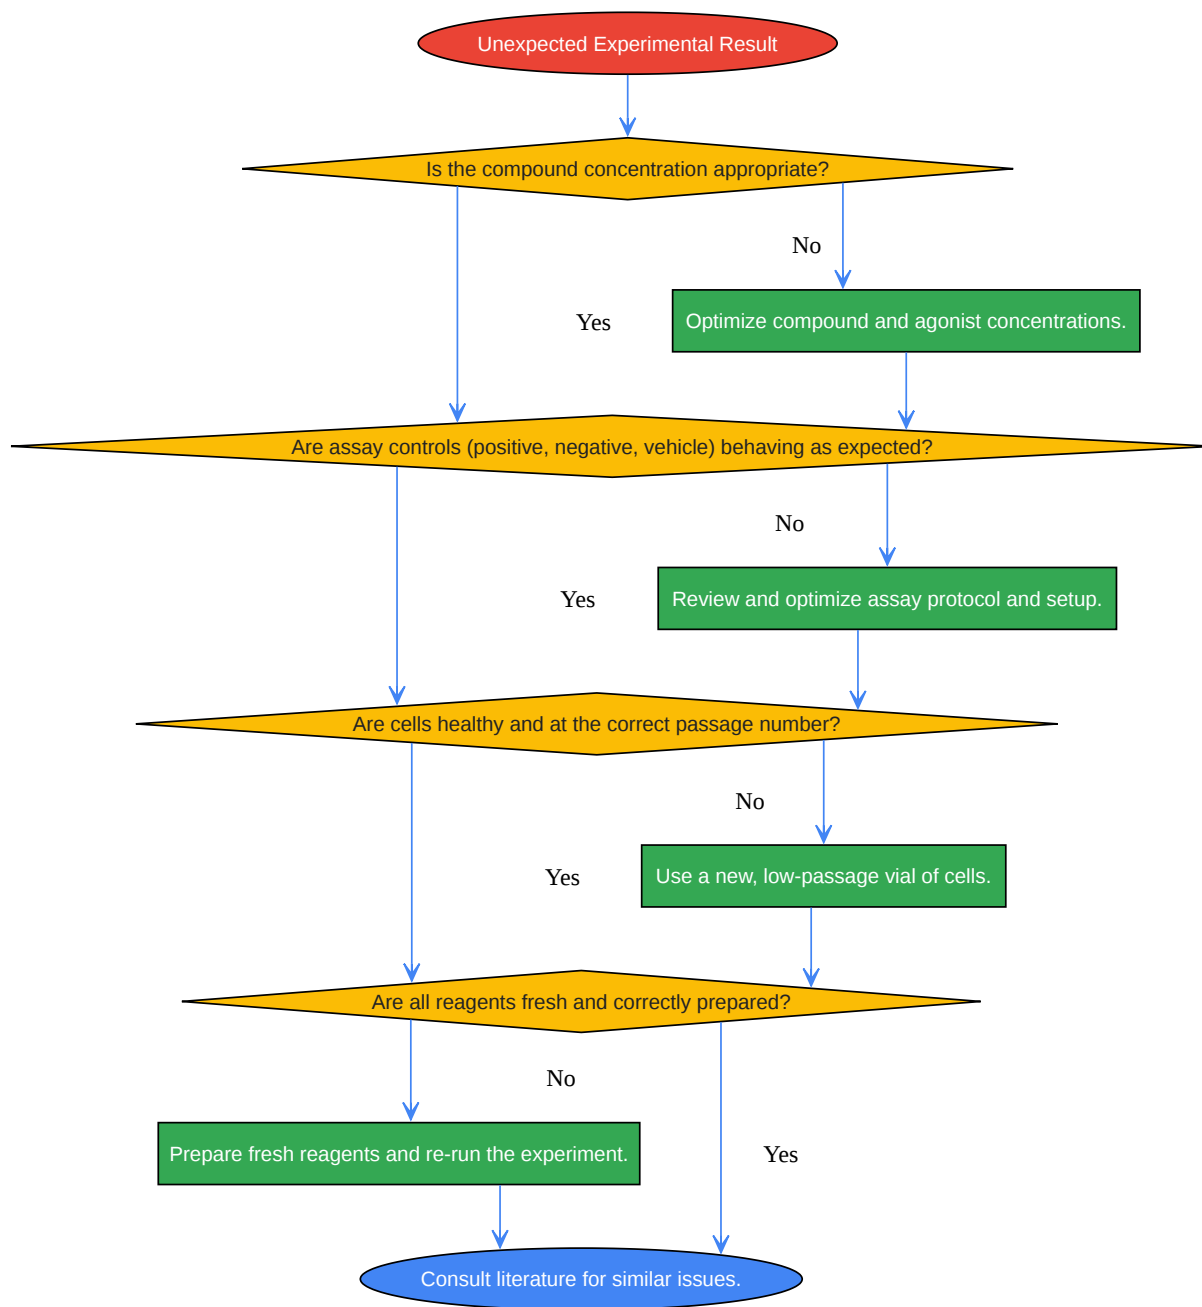 Unexpected Experimental Result
Is the compound concentration appropriate?
No
Optimize compound and agonist concentrations.
Yes
Are assay controls (positive, negative, vehicle) behaving as expected?
No
Review and optimize assay protocol and setup.
Yes
Are cells healthy and at the correct passage number?
No
Use a new, low-passage vial of cells.
Yes
Are all reagents fresh and correctly prepared?
No
Prepare fresh reagents and re-run the experiment.
Yes
Consult literature for similar issues.